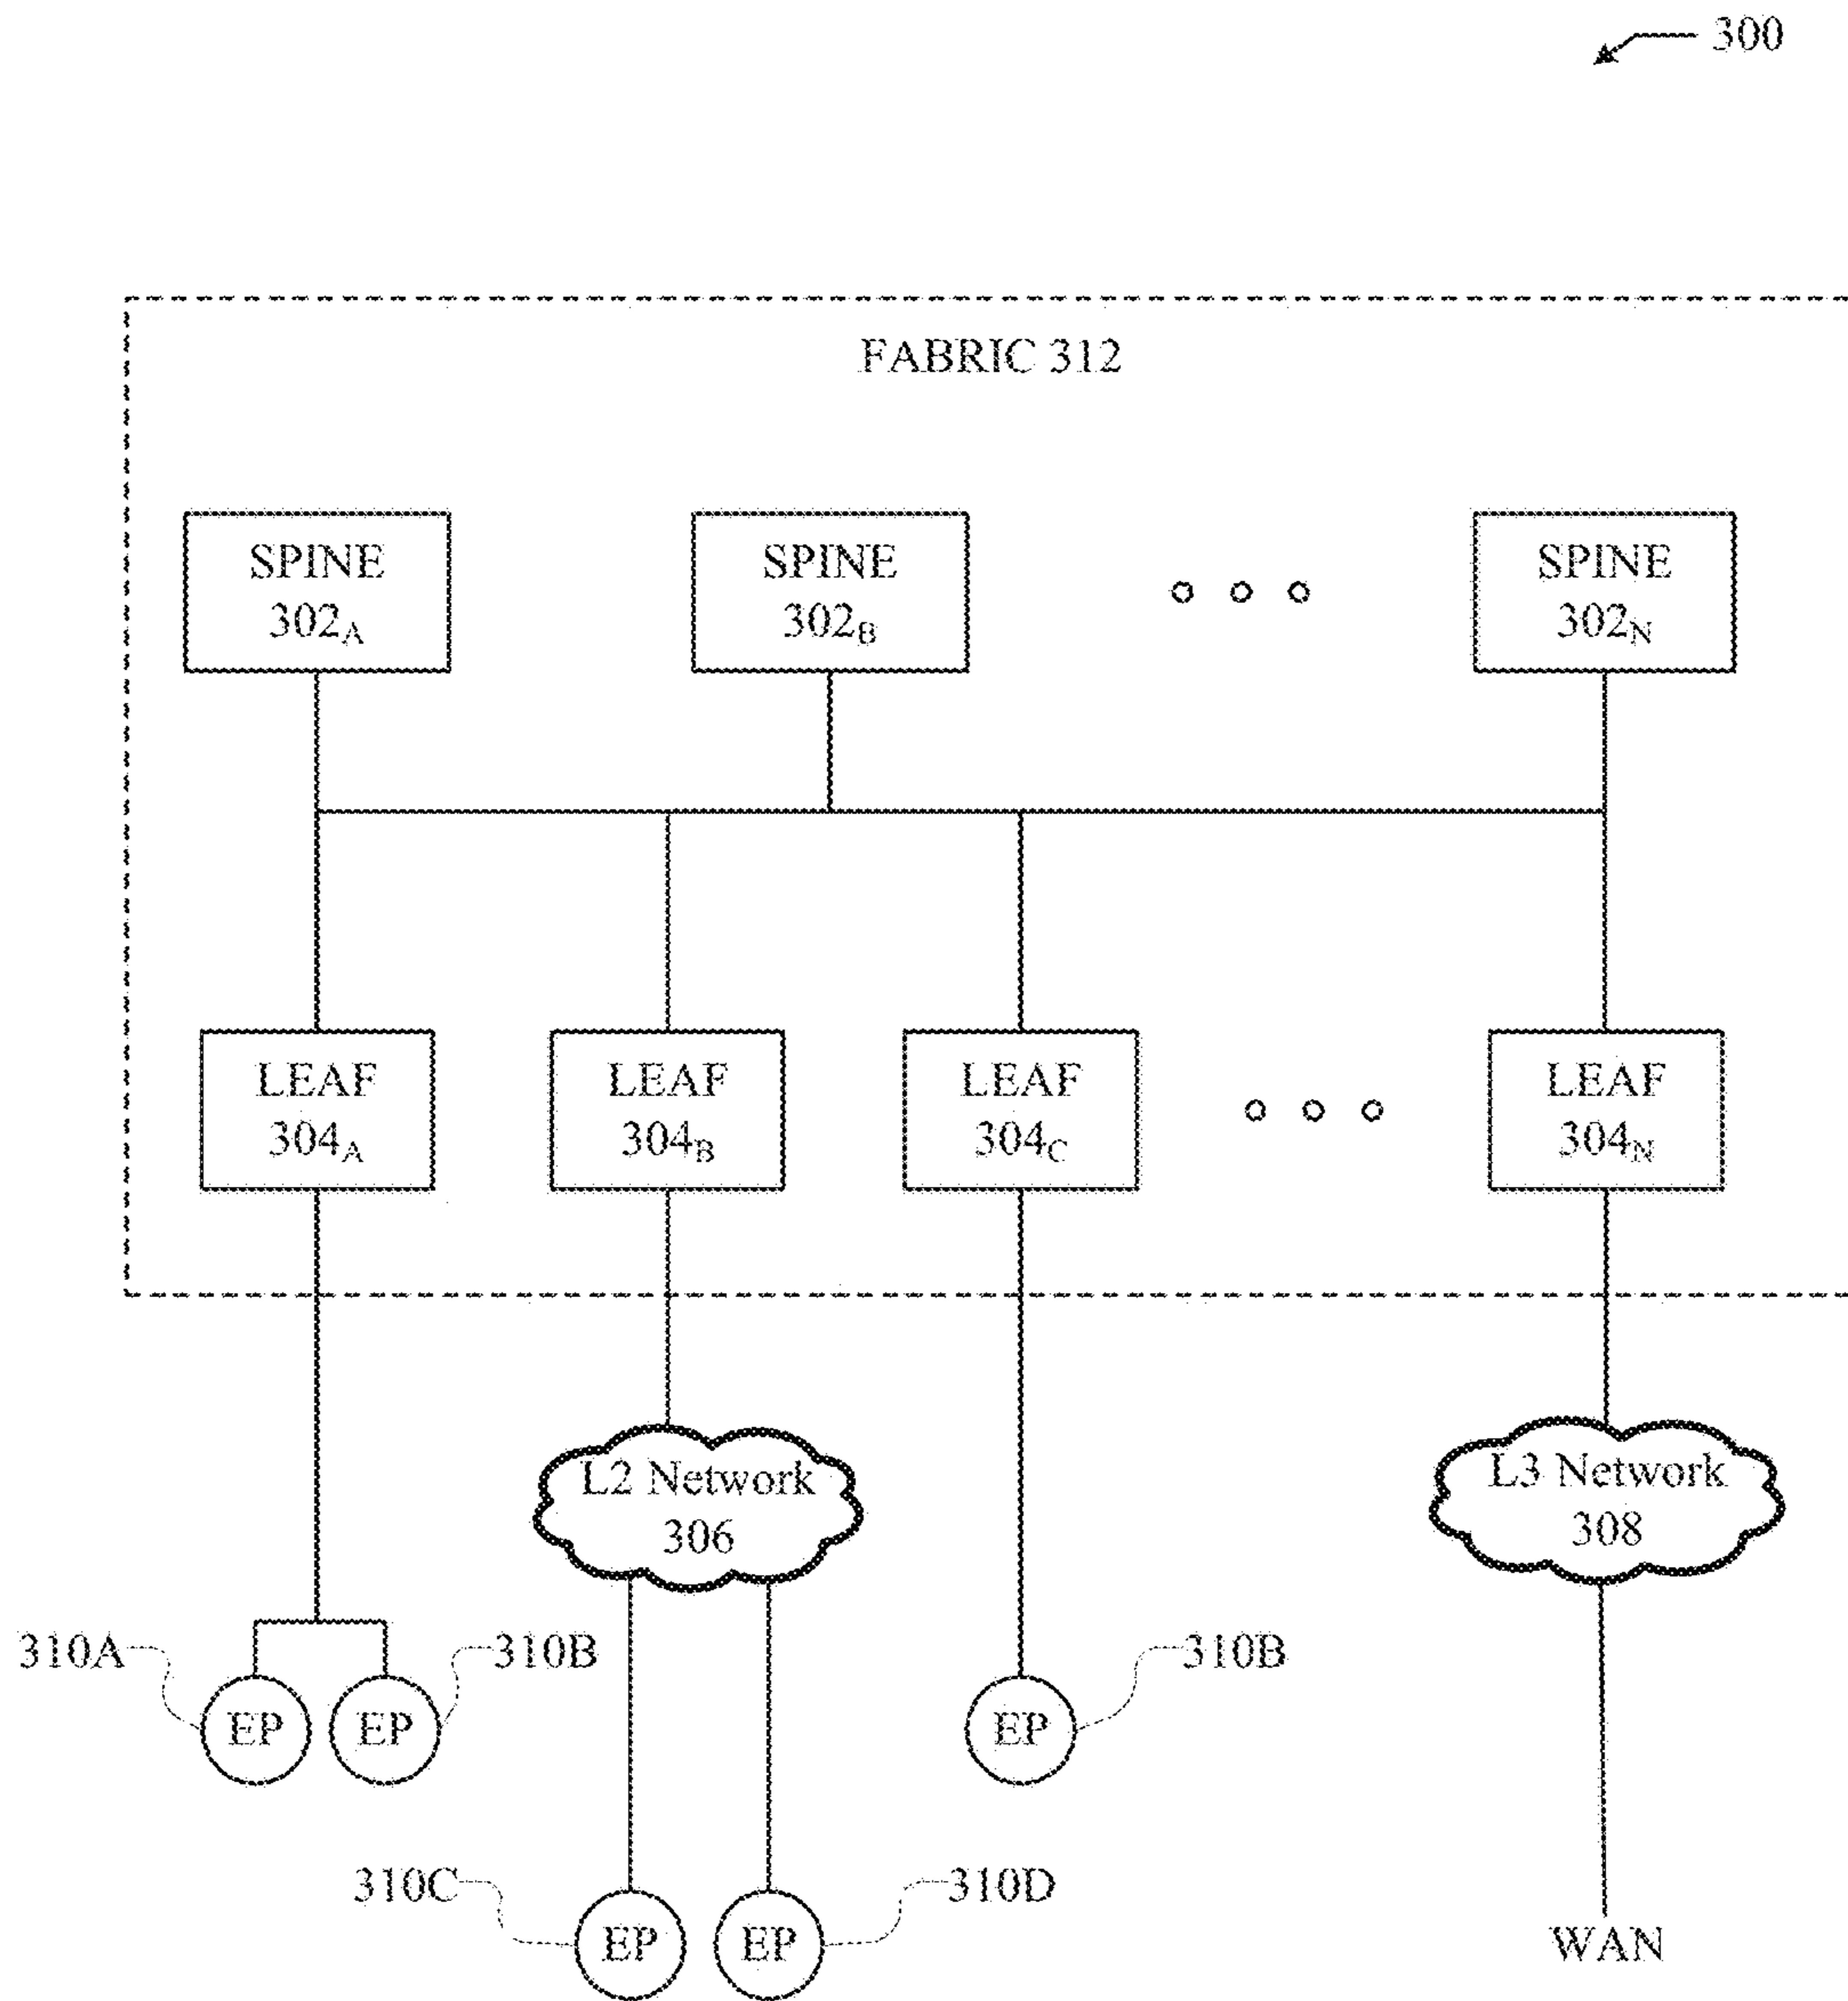 300
FABRIC 312
SPINE
302A
SPINE
302B
SPINE
302N
LEAF
304A
LEAF
304B
LEAF
304C
LEAF
304N
L2 Network
306
L3 Network
308
310A
310B
310B
EP
EP
EP
310C
310D
EP
EP
WAN